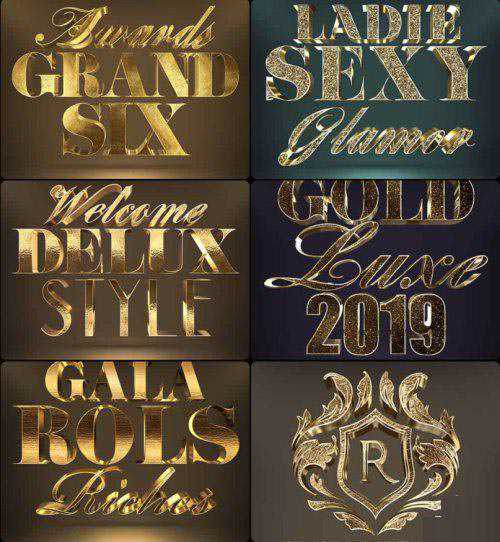 Awards
GRAND
SIX
LADIE
SEXY
Glamor
Welcome
DELUX
STYLE
GOLD
Luxe
2019
GALA
ROLS
Riches
R